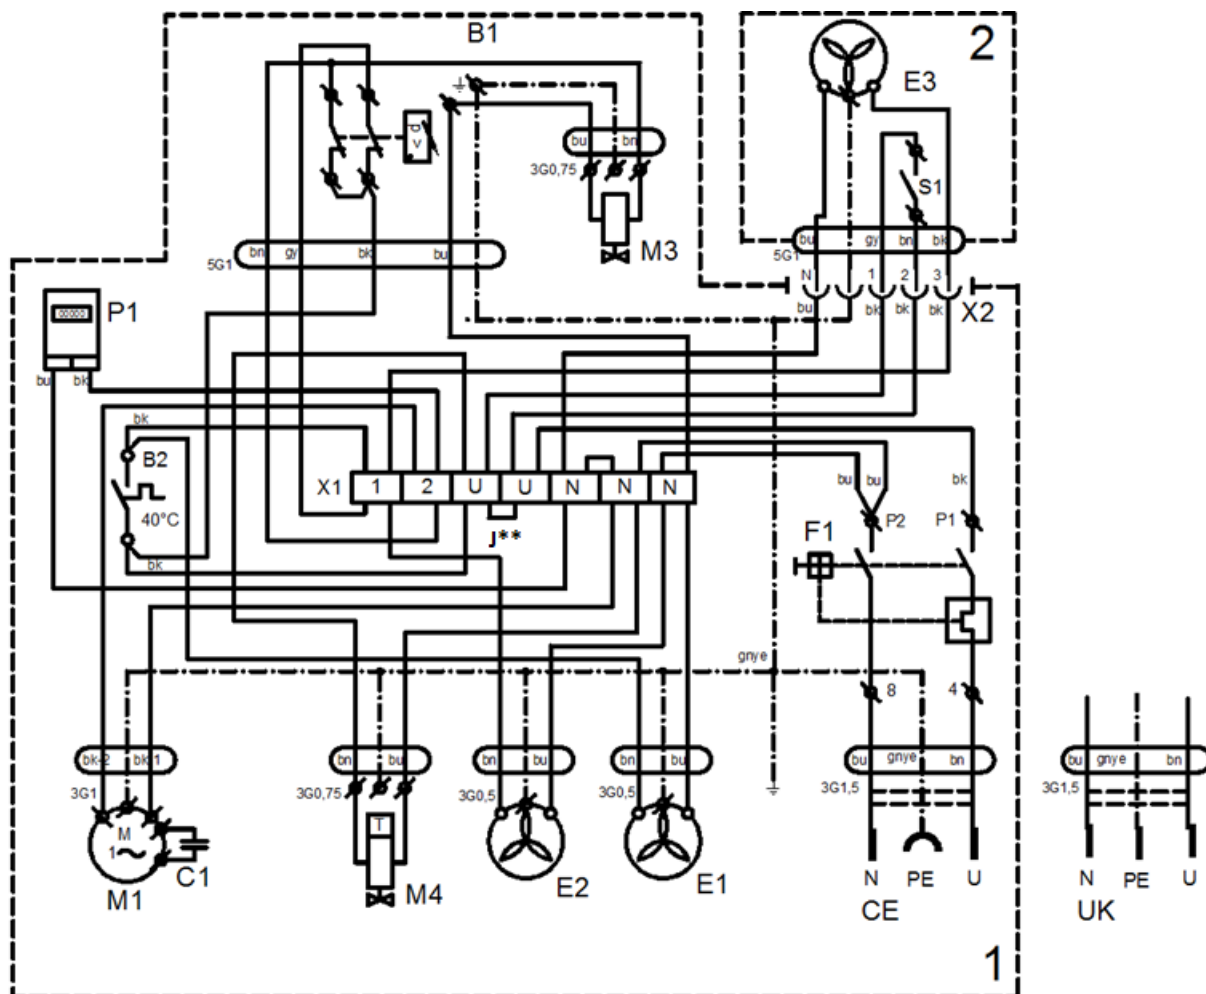 B1
2
E3
d
v
bu
bn
3G0,75
S1
M3
bn
gy
bk
bu
5G1
bu
gy
bn
bk
5G1
N
1
2
3
bu
bk
bk
bk
X2
00000
P1
bu
bk
bk
B2
40°C
bk
X1
1
2
U
U
N
N
N
J**
bu
bu
bk
P2
P1
F1
gnye
8
4
bk-2
bk-1
3G1
M
1
C1
M1
bn
bu
3G0,75
T
M4
bn
bu
3G0,5
E2
bn
bu
3G0,5
E1
bu
gnye
bn
3G1,5
N
PE
U
CE
bu
gnye
bn
3G1,5
N
PE
U
UK
1